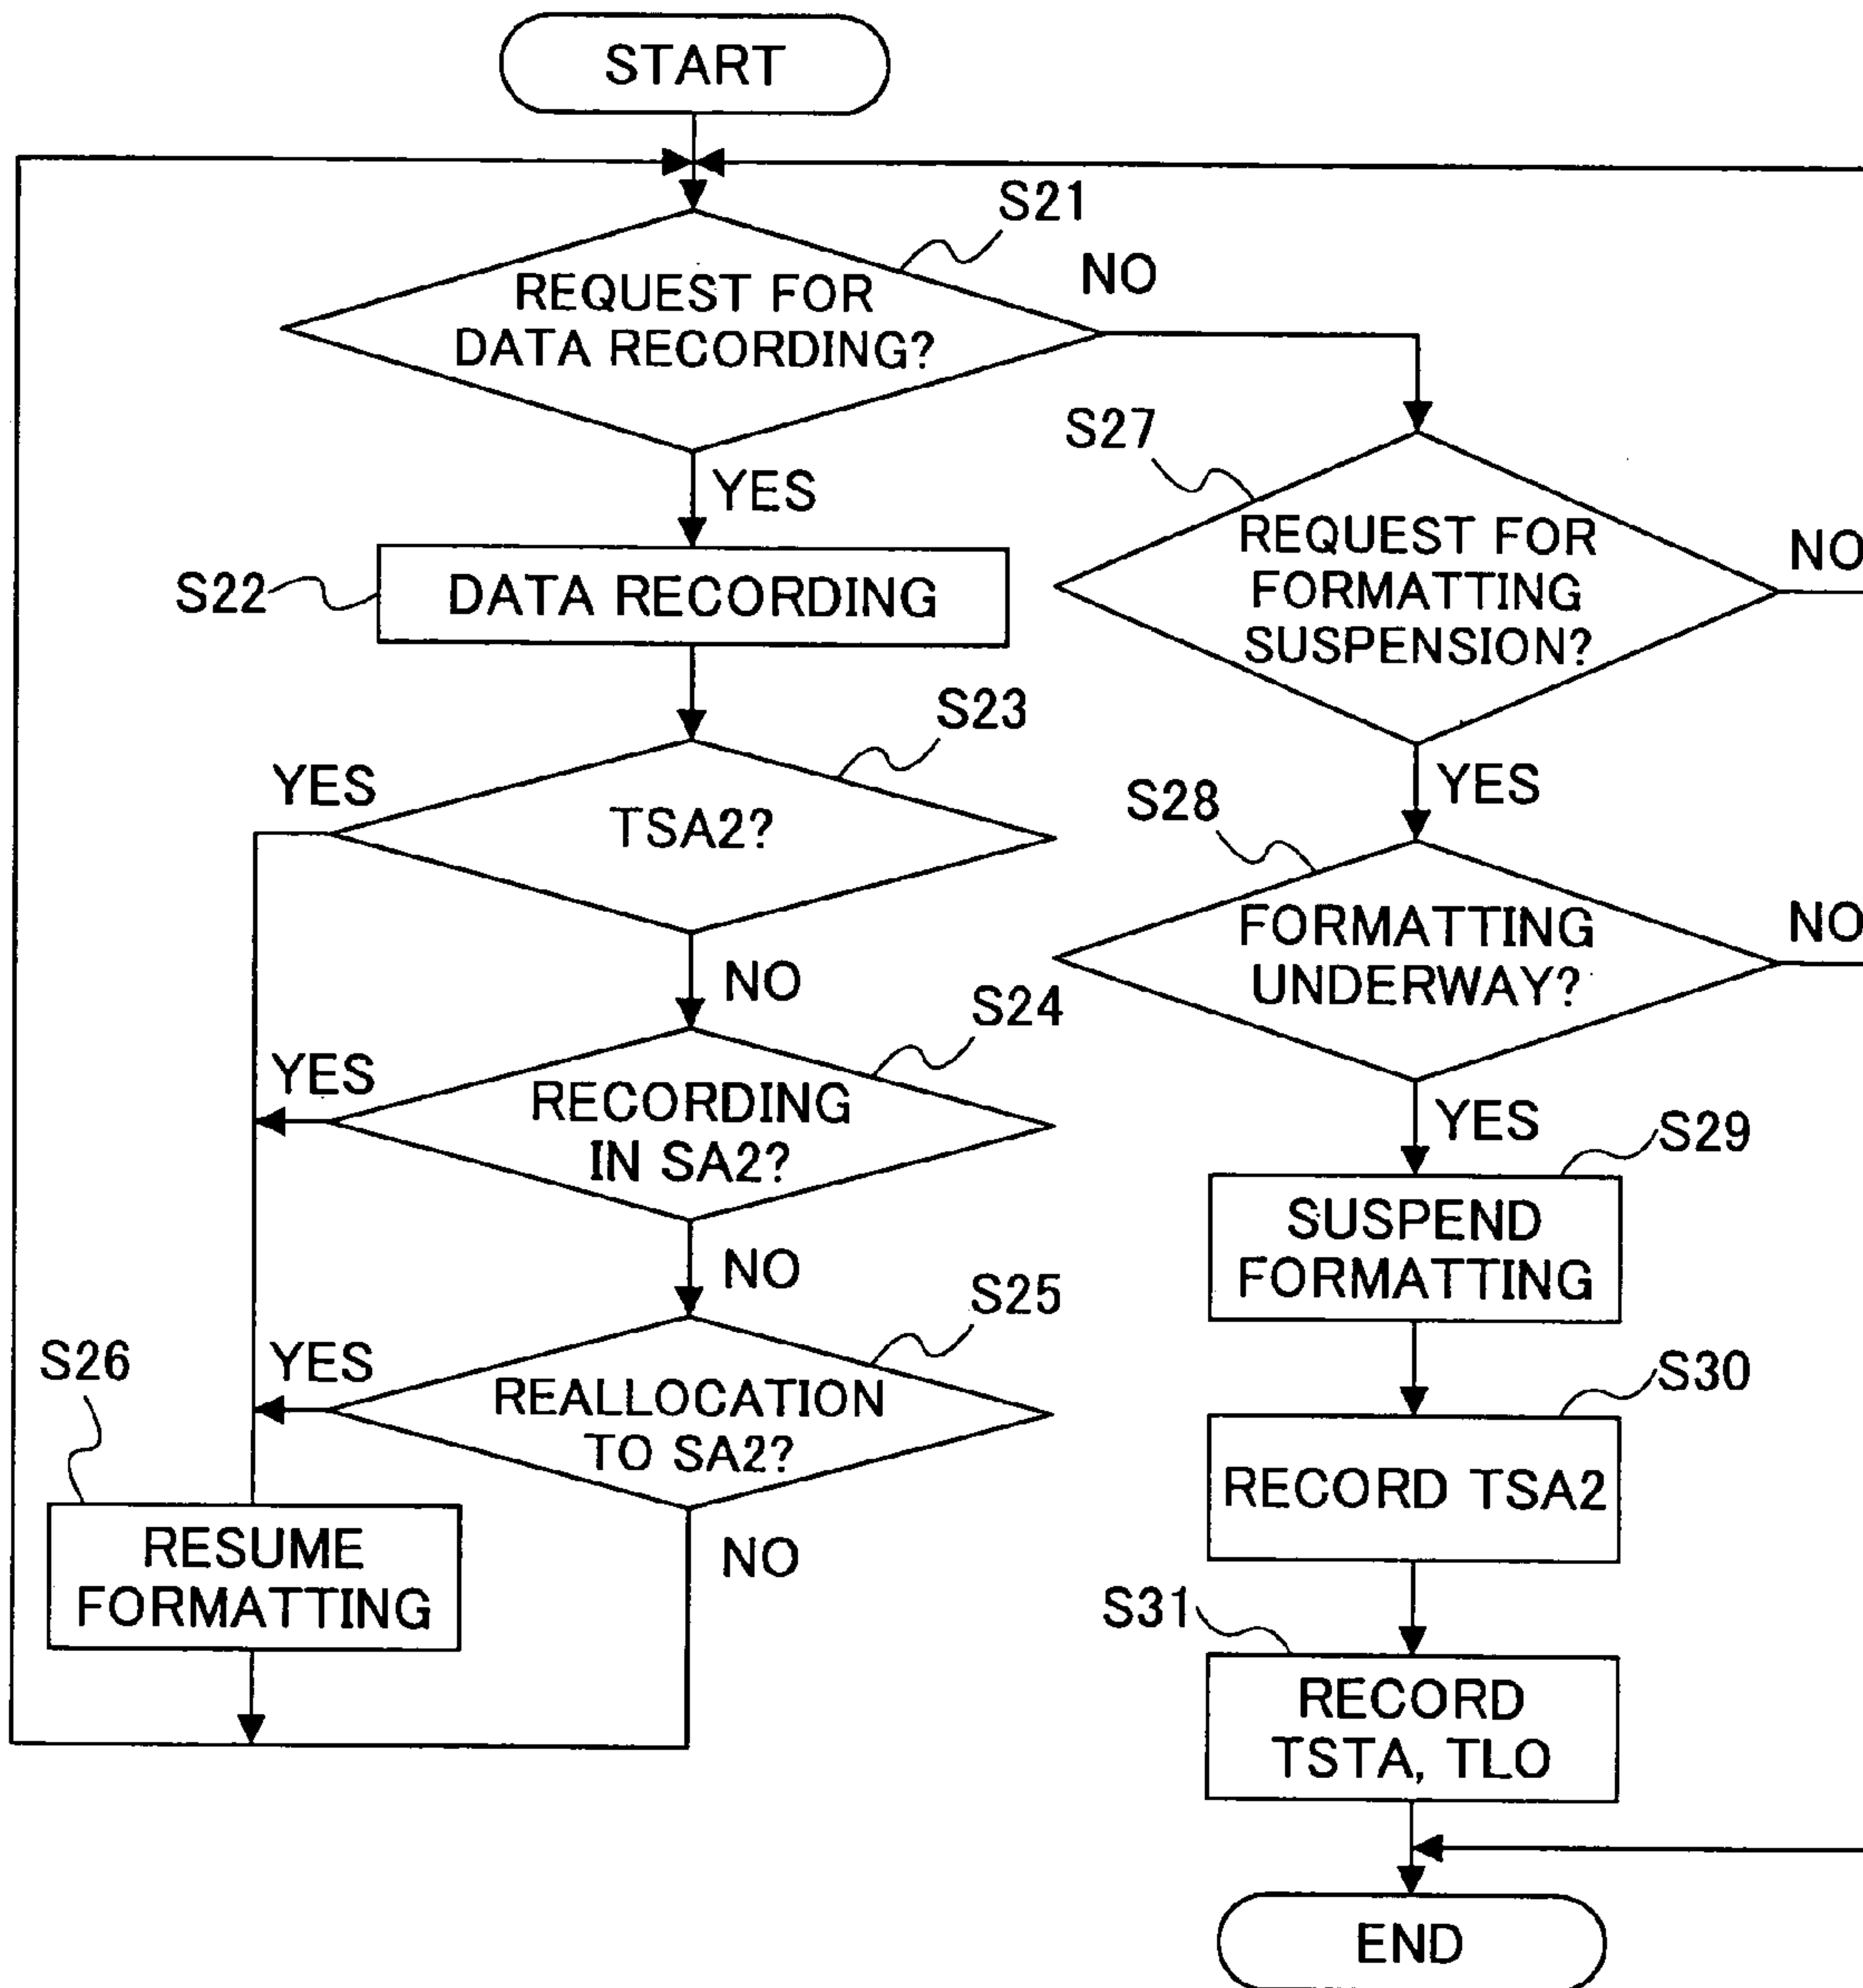 START
S21
REQUEST FOR
DATA RECORDING?
NO
YES
S22
DATA RECORDING
S23
TSA2?
YES
NO
S24
RECORDING
IN SA2?
YES
NO
S25
REALLOCATION
TO SA2?
YES
NO
S26
RESUME
FORMATTING
S27
REQUEST FOR
FORMATTING
SUSPENSION?
NO
YES
S28
FORMATTING
UNDERWAY?
NO
YES
S29
SUSPEND
FORMATTING
S30
RECORD TSA2
S31
RECORD
TSTA, TLO
END